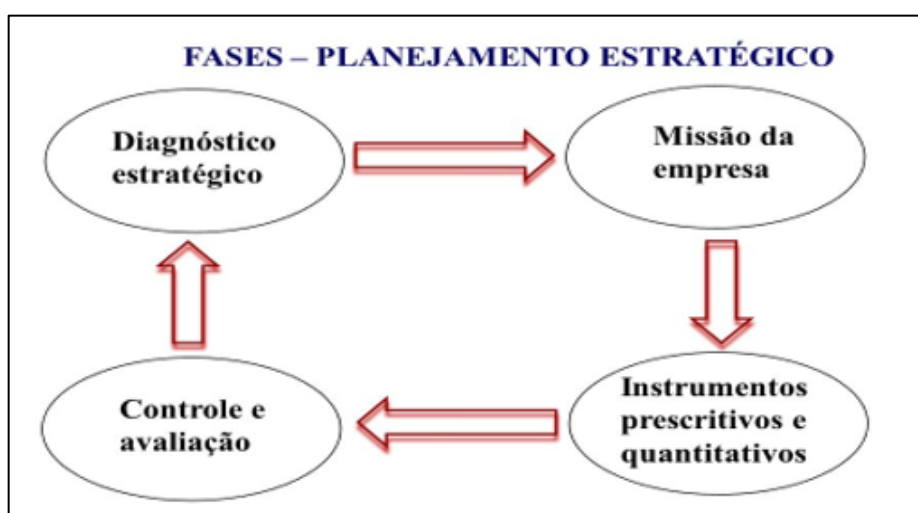 FASES – PLANEJAMENTO ESTRATÉGICO
Diagnóstico
estratégico
Missão da
empresa
Instrumentos
prescritivos e
quantitativos
Controle e
avaliação